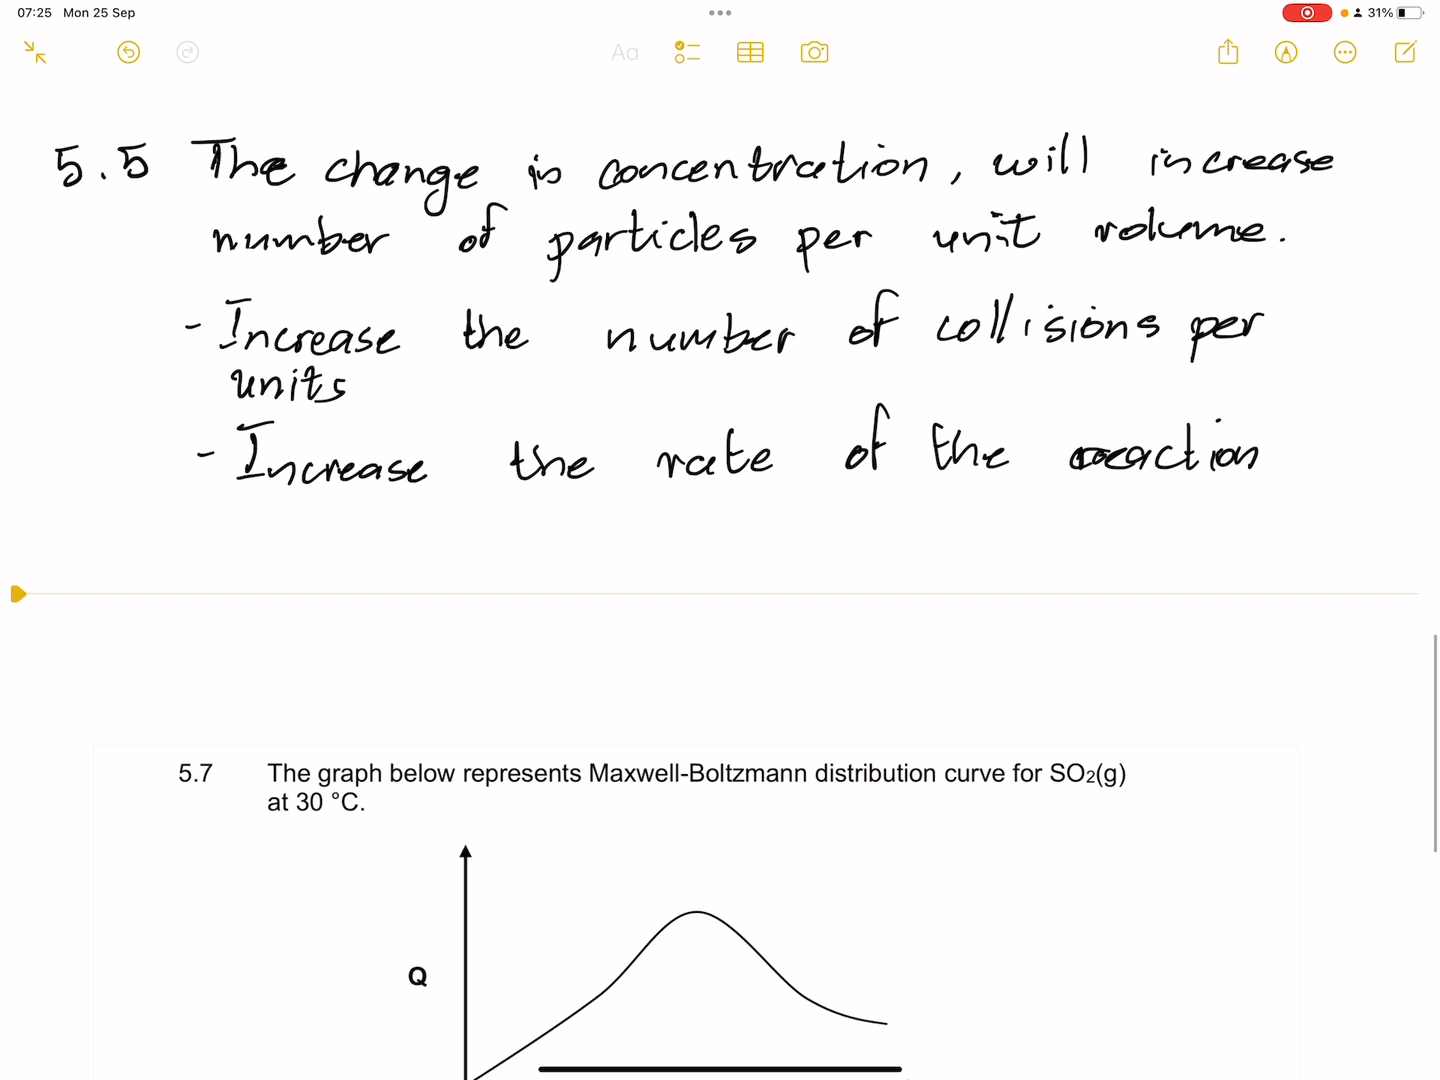 07:25 Mon 25 Sep
31%
Aa
5.5 The change in concentration, will increase
number of particles per unit volume.
- Increase the number of collisions per
units
- Increase the rate of the reaction
5.7 The graph below represents Maxwell-Boltzmann distribution curve for SO2(g)
at 30 °C.
Q